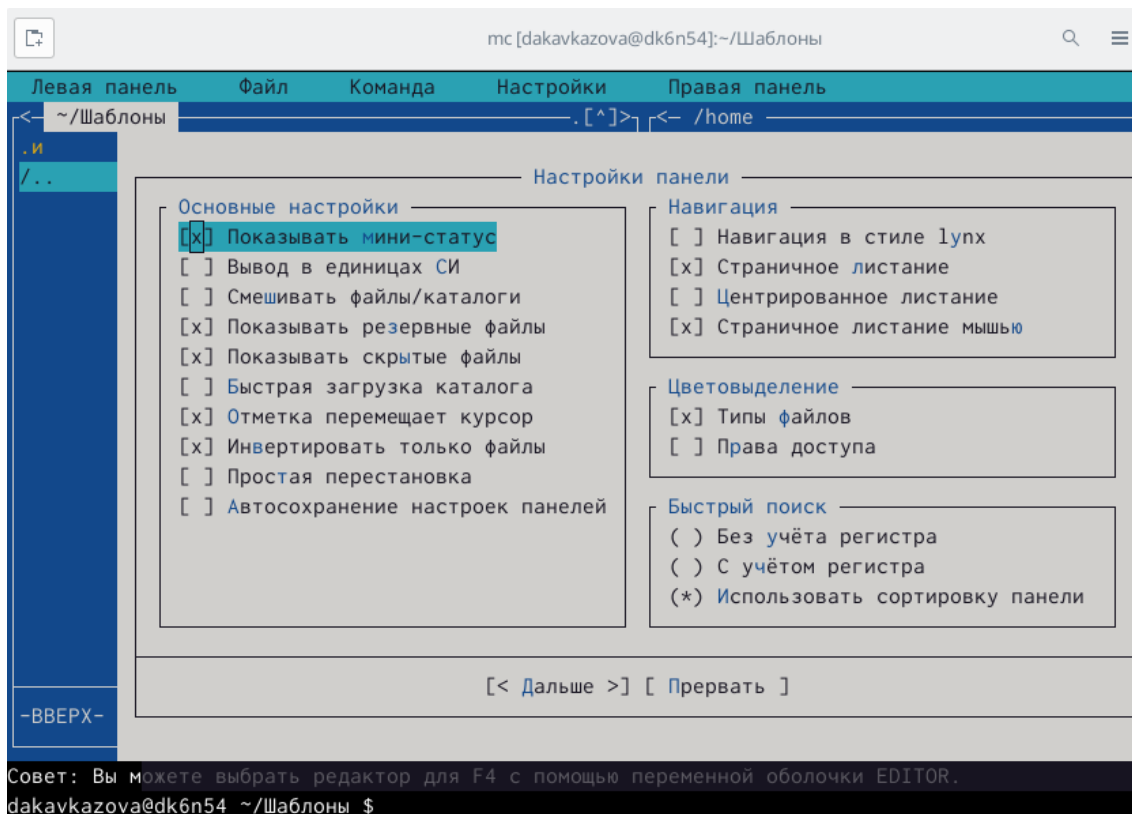 mc [dakavkazova@dk6n54]:~/Шаблоны
Левая панель Файл Команда Настройки Правая панель
<— ~/Шаблоны .[^]> <— /home
.и
/..
Настройки панели
Основные настройки
[x] Показывать мини-статус
[ ] Вывод в единицах СИ
[ ] Смешивать файлы/каталоги
[x] Показывать резервные файлы
[x] Показывать скрытые файлы
[ ] Быстрая загрузка каталога
[x] Отметка перемещает курсор
[x] Инвертировать только файлы
[ ] Простая перестановка
[ ] Автосохранение настроек панелей
Навигация
[ ] Навигация в стиле lynx
[x] Страничное листание
[ ] Центрированное листание
[x] Страничное листание мышью
Цветовыделение
[x] Типы файлов
[ ] Права доступа
Быстрый поиск
( ) Без учёта регистра
( ) С учётом регистра
(*) Использовать сортировку панели
[< Дальше >] [ Прервать ]
-ВВЕРХ-
Совет: Вы можете выбрать редактор для F4 с помощью переменной оболочки EDITOR.
dakavkazova@dk6n54 ~/Шаблоны $